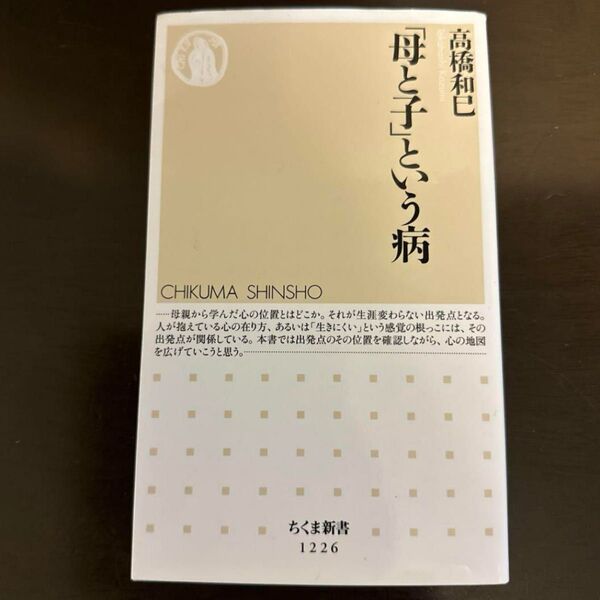 高橋和巳
Takahashi Kazumi
「母と子」という病
CHIKUMA SHINSHO
……母親から学んだ心の位置とはどこか。それが生涯変わらない出発点となる。
人が抱えている心の在り方、あるいは「生きにくい」という感覚の根っこには、その
出発点が関係している。本書では出発点のその位置を確認しながら、心の地図
を広げていこうと思う。……
ちくま新書
1226